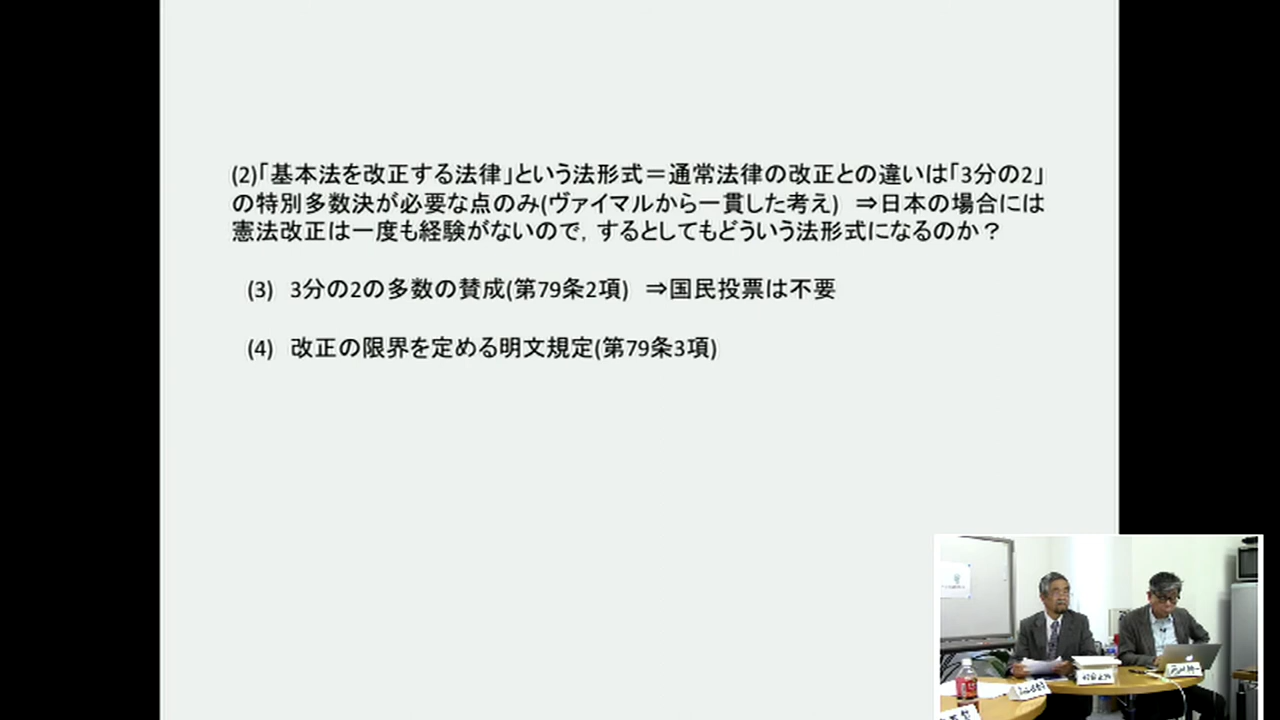 (2)「基本法を改正する法律」という法形式＝通常法律の改正との違いは「3分の2」
の特別多数決が必要な点のみ(ヴァイマルから一貫した考え)　⇒日本の場合には
憲法改正は一度も経験がないので，するとしてもどういう法形式になるのか？
(3)　3分の2の多数の賛成(第79条2項)　⇒国民投票は不要
(4)　改正の限界を定める明文規定(第79条3項)